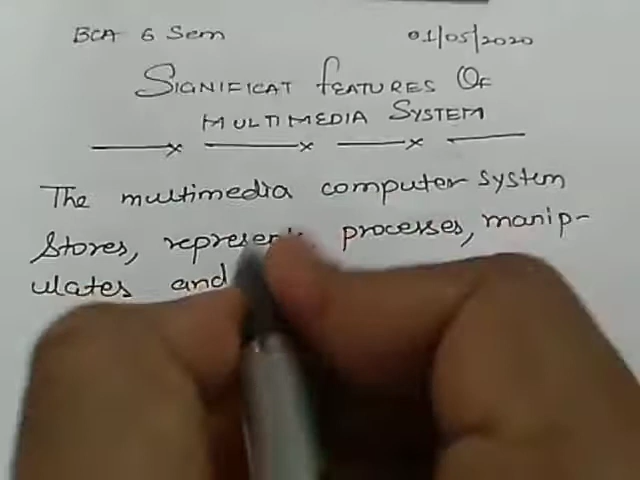 BCA 6 Sem 01/05/2020
SIGNIFICAT FEATURES OF
MULTIMEDIA SYSTEM
The multimedia computer system
stores, represents, processes, manip-
ulates and